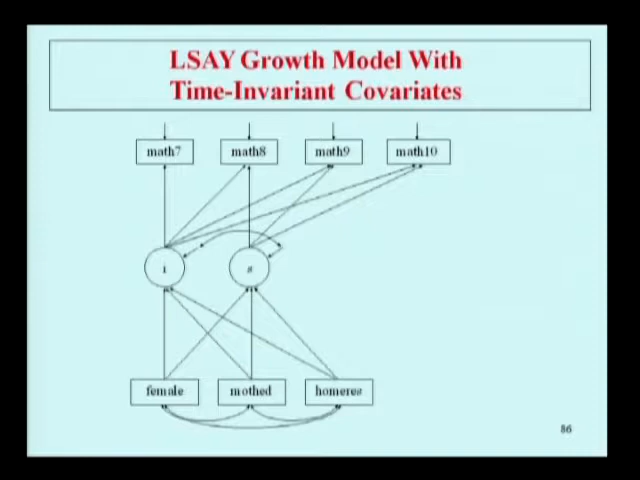 LSAY Growth Model With
Time-Invariant Covariates
math7 math8 math9 math10
i s
female mothed homeres
86